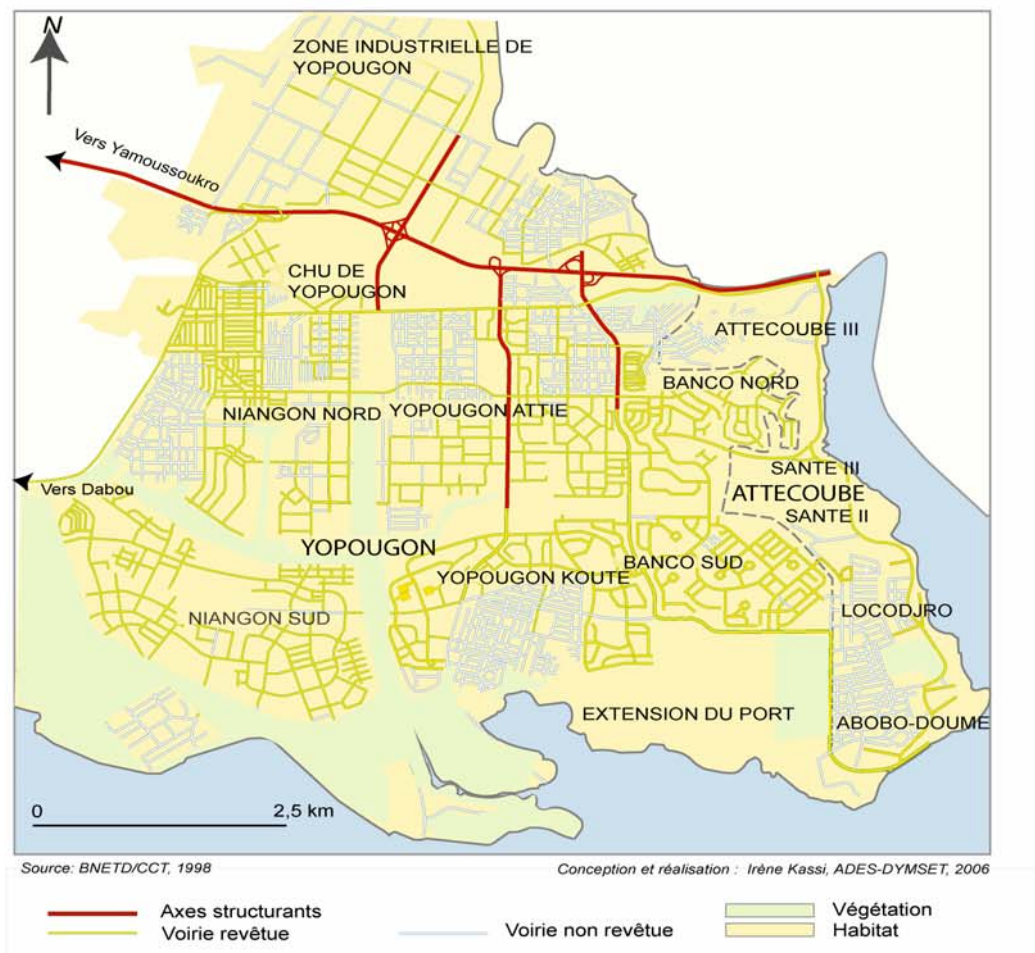 N
ZONE INDUSTRIELLE DE
YOPOUGON
Vers Yamoussoukro
CHU DE
YOPOUGON
ATTECOUBE III
BANCO NORD
NIANGON NORD
YOPOUGON ATTIE
SANTE III
ATTECOUBE
SANTE II
Vers Dabou
YOPOUGON
BANCO SUD
YOPOUGON KOUTE
LOCODJRO
NIANGON SUD
EXTENSION DU PORT
ABOBO-DOUME
0 2,5 km
Source: BNETD/CCT, 1998
Conception et réalisation : Irène Kassi, ADES-DYMSET, 2006
Axes structurants
Voirie revêtue
Voirie non revêtue
Végétation
Habitat